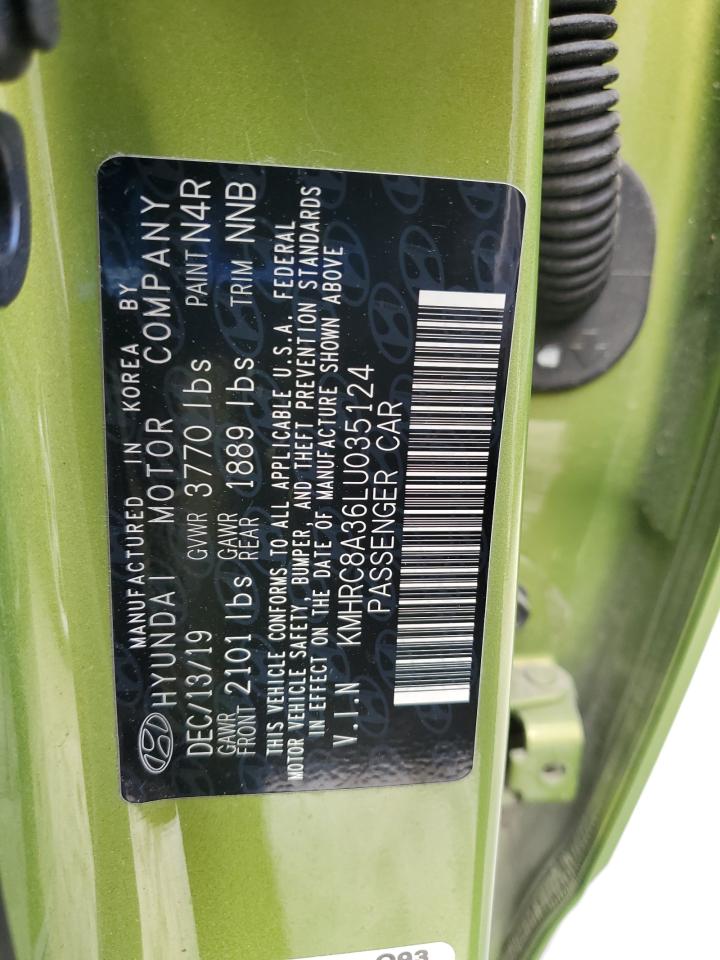 MANUFACTURED IN KOREA BY
HYUNDAI MOTOR COMPANY
DEC/13/19 GVWR 3770 lbs PAINT N4R
GAWR FRONT 2101 lbs GAWR REAR 1889 lbs TRIM NNB
THIS VEHICLE CONFORMS TO ALL APPLICABLE U.S.A. FEDERAL
MOTOR VEHICLE SAFETY, BUMPER, AND THEFT PREVENTION STANDARDS
IN EFFECT ON THE DATE OF MANUFACTURE SHOWN ABOVE
V.I.N KMHRC8A36LU035124
PASSENGER CAR